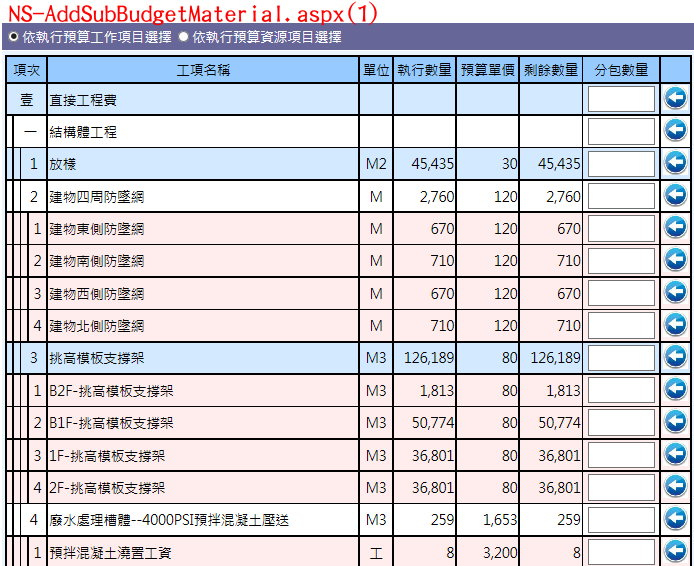 NS-AddSubBudgetMaterial.aspx(1)
依執行預算工作項目選擇 依執行預算資源項目選擇
項次 工項名稱 單位 執行數量 預算單價 剩餘數量 分包數量
壹 直接工程費
一 結構體工程
1 放樣 M2 45,435 30 45,435
2 建物四周防墜網 M 2,760 120 2,760
1 建物東側防墜網 M 670 120 670
2 建物南側防墜網 M 710 120 710
3 建物西側防墜網 M 670 120 670
4 建物北側防墜網 M 710 120 710
3 挑高模板支撐架 M3 126,189 80 126,189
1 B2F-挑高模板支撐架 M3 1,813 80 1,813
2 B1F-挑高模板支撐架 M3 50,774 80 50,774
3 1F-挑高模板支撐架 M3 36,801 80 36,801
4 2F-挑高模板支撐架 M3 36,801 80 36,801
4 廢水處理槽體--4000PSI預拌混凝土壓送 M3 259 1,653 259
1 預拌混凝土澆置工資 工 8 3,200 8